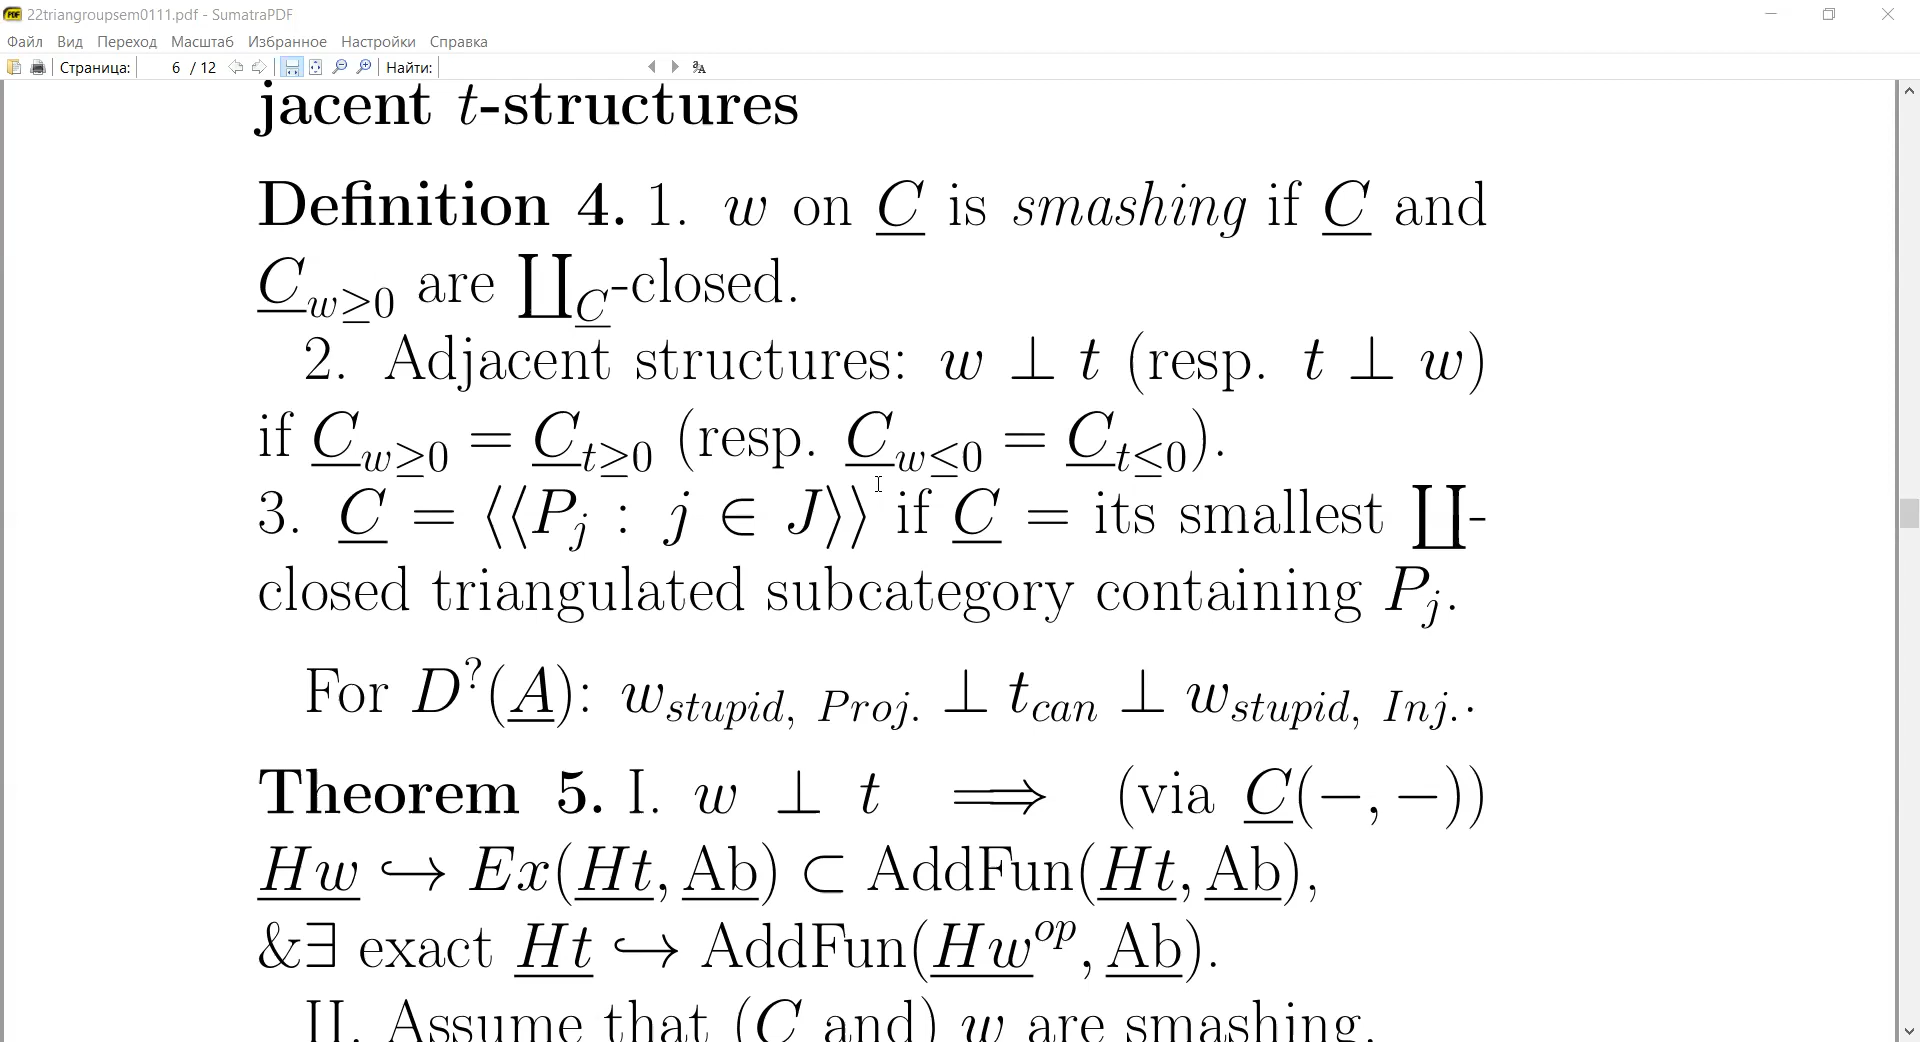 22triangroupsem0111.pdf - SumatraPDF
Файл Вид Переход Масштаб Избранное Настройки Справка
Страница: 6 / 12 Найти:
jacent t-structures
Definition 4. 1. w on C is smashing if C and
C_{w≥0} are ∐_C-closed.
2. Adjacent structures: w ⊥ t (resp. t ⊥ w)
if C_{w≥0} = C_{t≥0} (resp. C_{w≤0} = C_{t≤0}).
3. C = ⟨⟨P_j : j ∈ J⟩⟩ if C = its smallest ∐-
closed triangulated subcategory containing P_j.
For D^?(A): w_{stupid, Proj.} ⊥ t_{can} ⊥ w_{stupid, Inj.}.
Theorem 5. I. w ⊥ t ⟹ (via C(−,−))
Hw ↪ Ex(Ht, Ab) ⊂ AddFun(Ht, Ab),
&∃ exact Ht ↪ AddFun(Hw^{op}, Ab).
II. Assume that (C and) w are smashing.